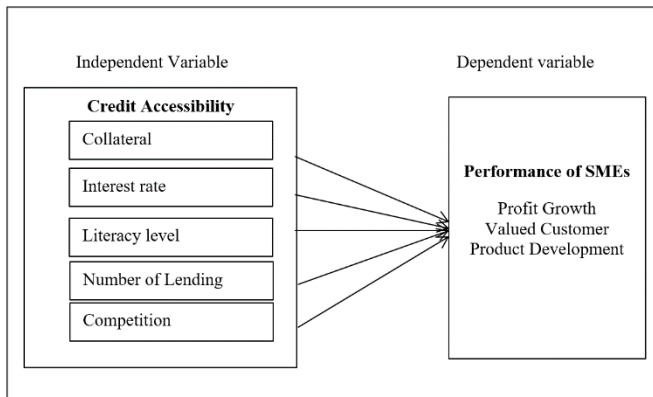 Independent Variable
Dependent variable
Credit Accessibility
Collateral
Interest rate
Literacy level
Number of Lending
Competition
Performance of SMEs
Profit Growth
Valued Customer
Product Development